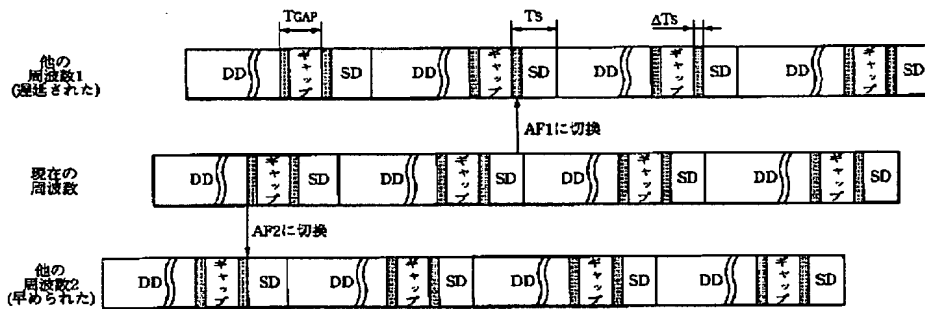 TGAP
TS
ΔTS
他の
周波数1
(遅延された)
DD
ギャップ
SD
DD
ギャップ
SD
DD
ギャップ
SD
DD
ギャップ
SD
AF1に切換
現在の
周波数
DD
ギャップ
SD
DD
ギャップ
SD
DD
ギャップ
SD
DD
ギャップ
SD
AF2に切換
他の
周波数2
(早められた)
DD
ギャップ
SD
DD
ギャップ
SD
DD
ギャップ
SD
DD
ギャップ
SD